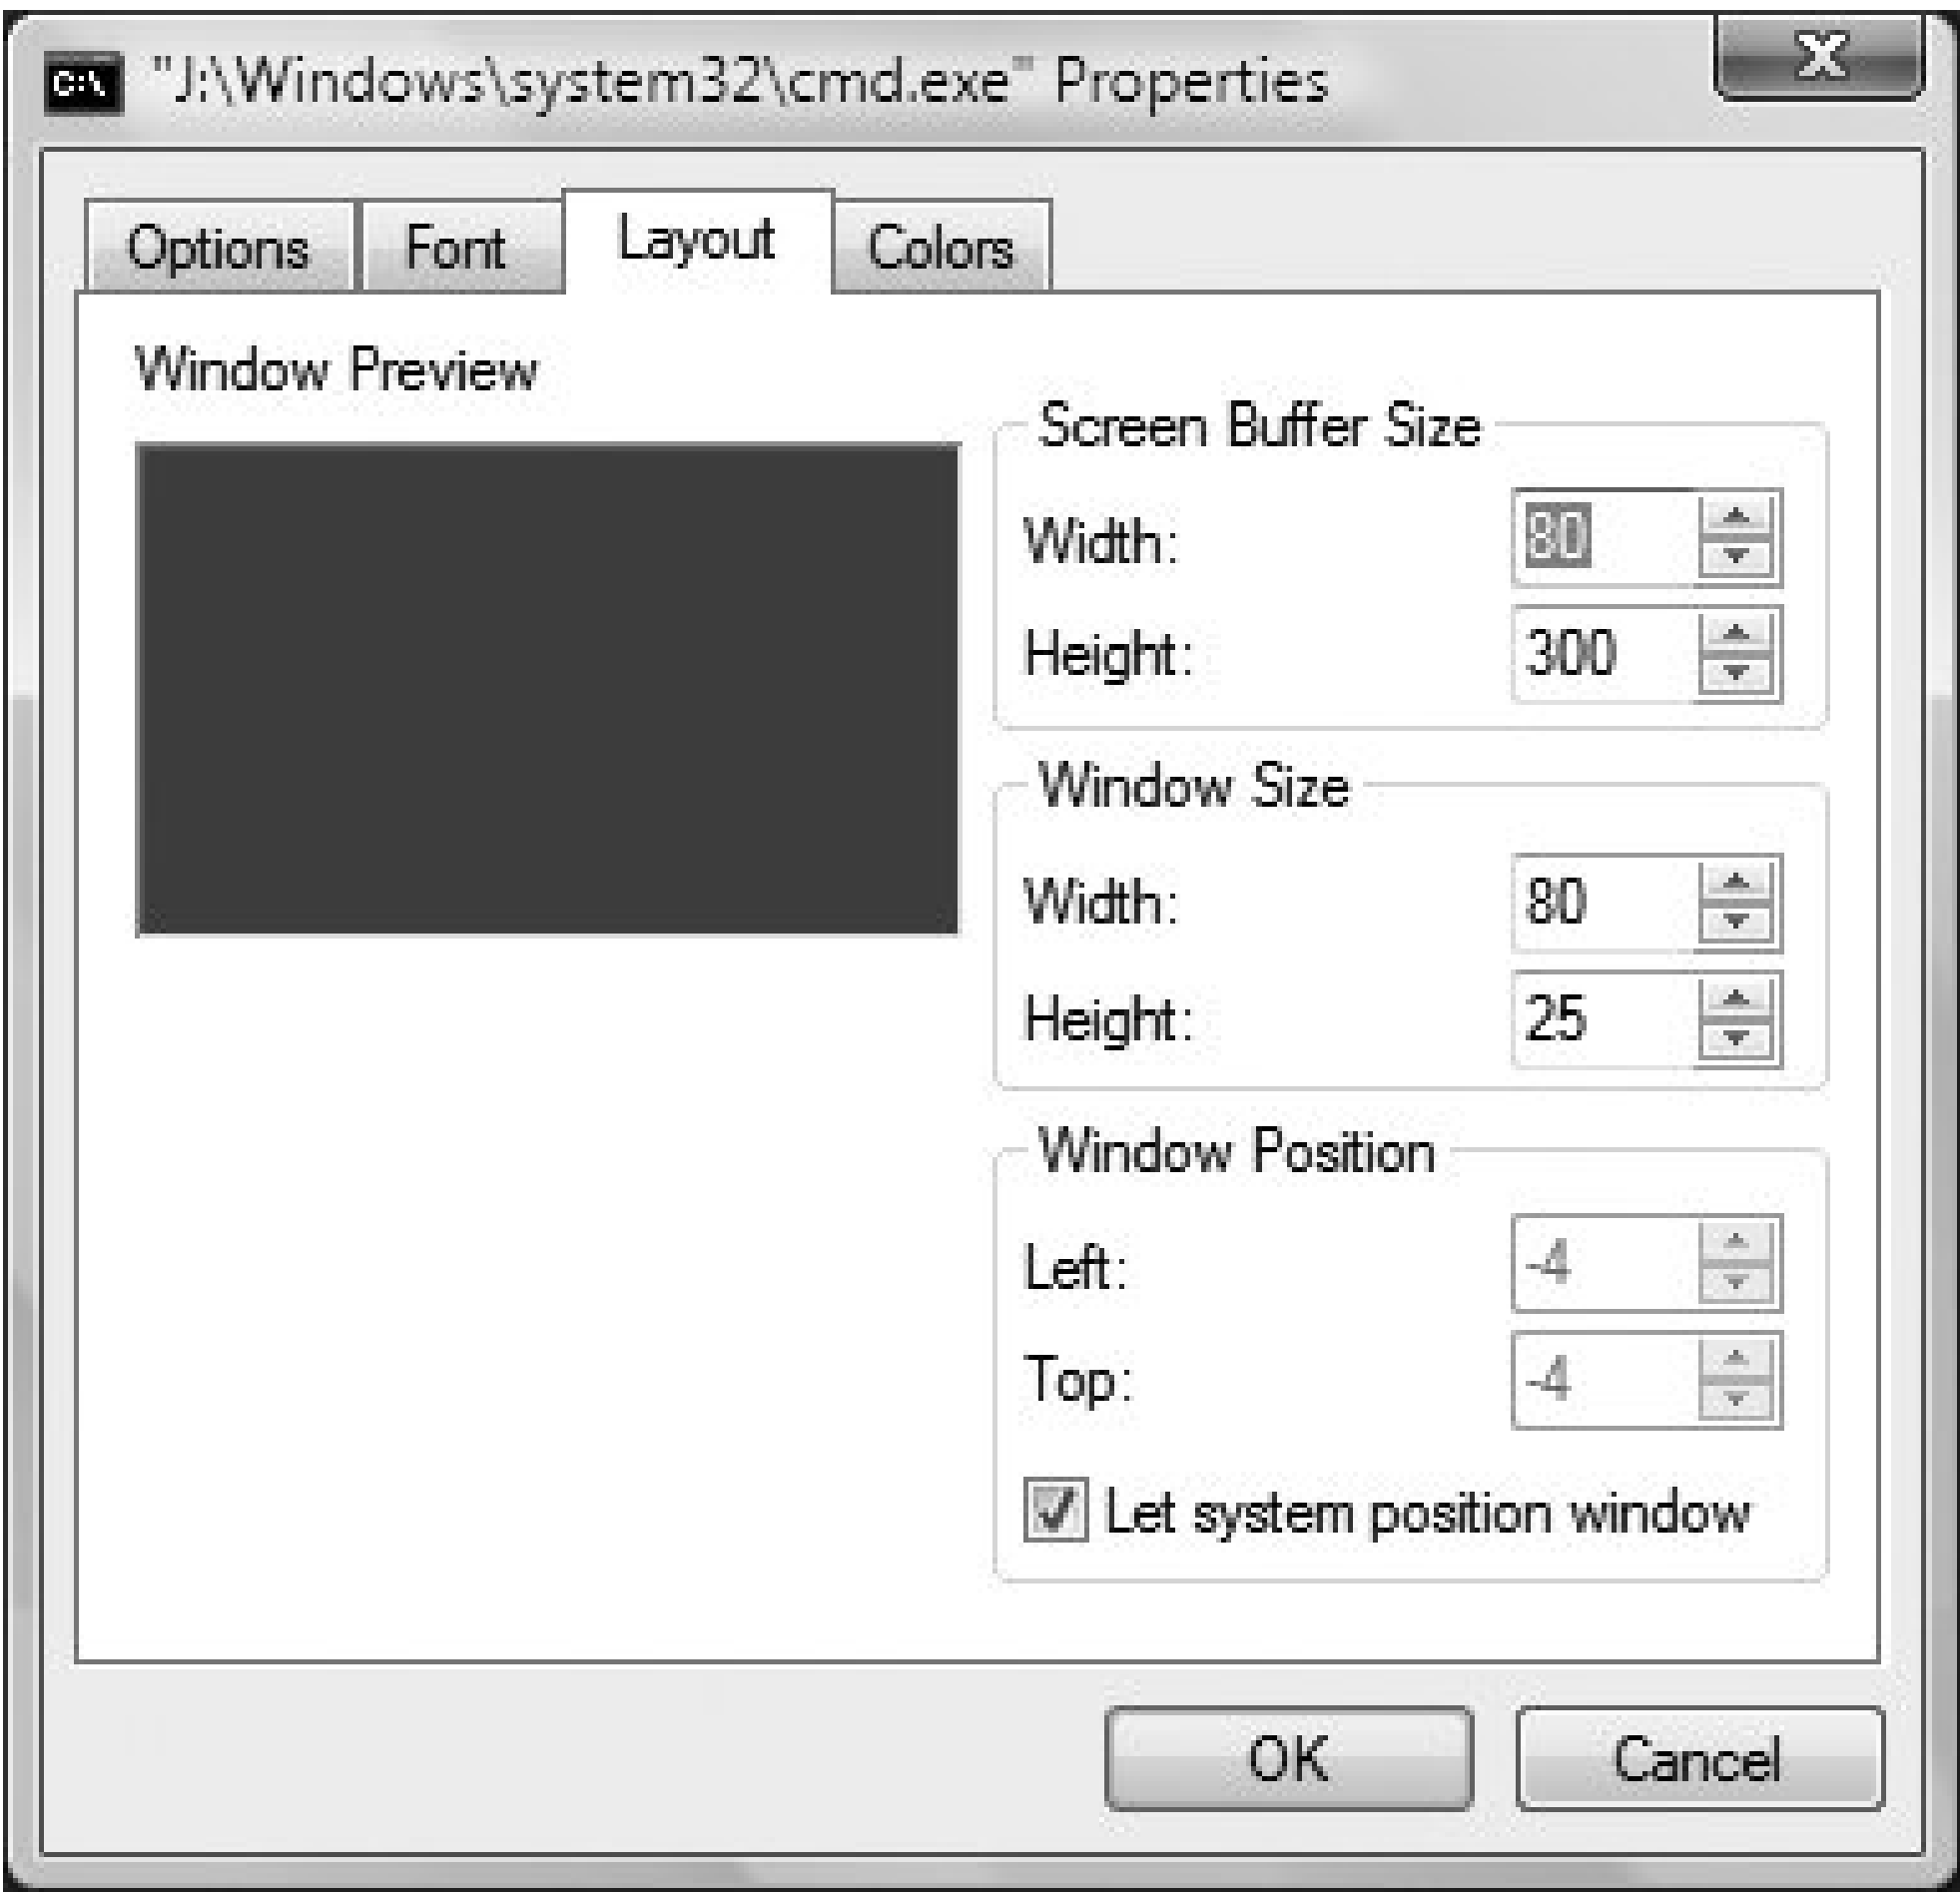 C:\ "J:\Windows\system32\cmd.exe" Properties X
Options Font Layout Colors
Window Preview
Screen Buffer Size
Width: 80
Height: 300
Window Size
Width: 80
Height: 25
Window Position
Left: -4
Top: -4
Let system position window
OK Cancel